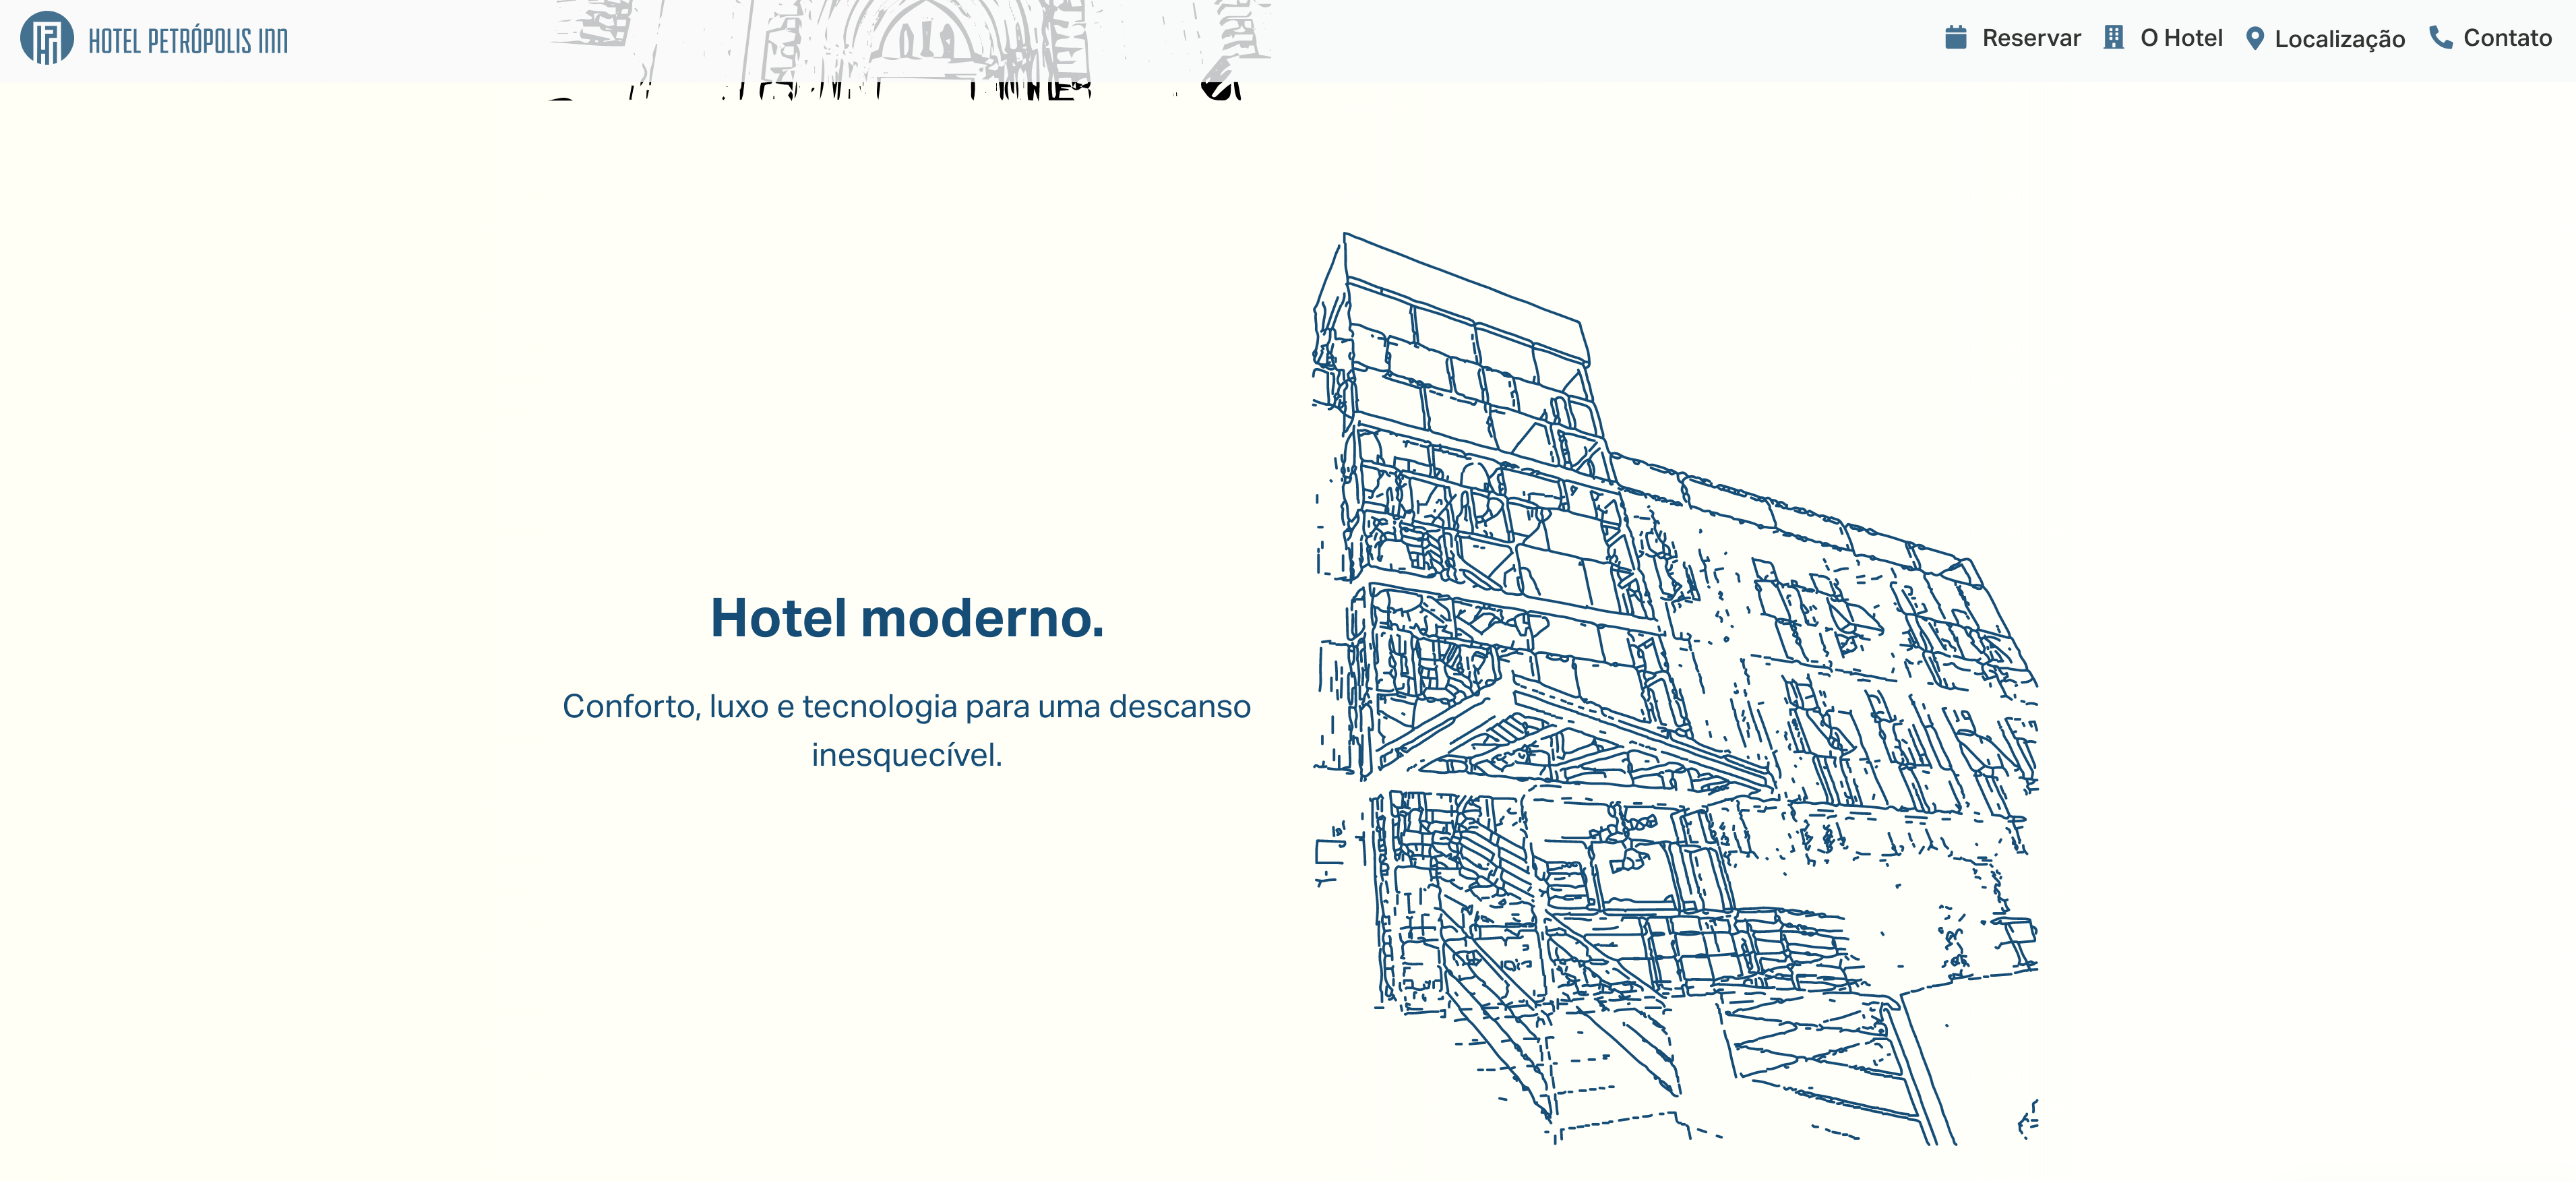 HOTEL PETRÓPOLIS INN
Reservar
O Hotel
Localização
Contato
Hotel moderno.
Conforto, luxo e tecnologia para uma descanso
inesquecível.